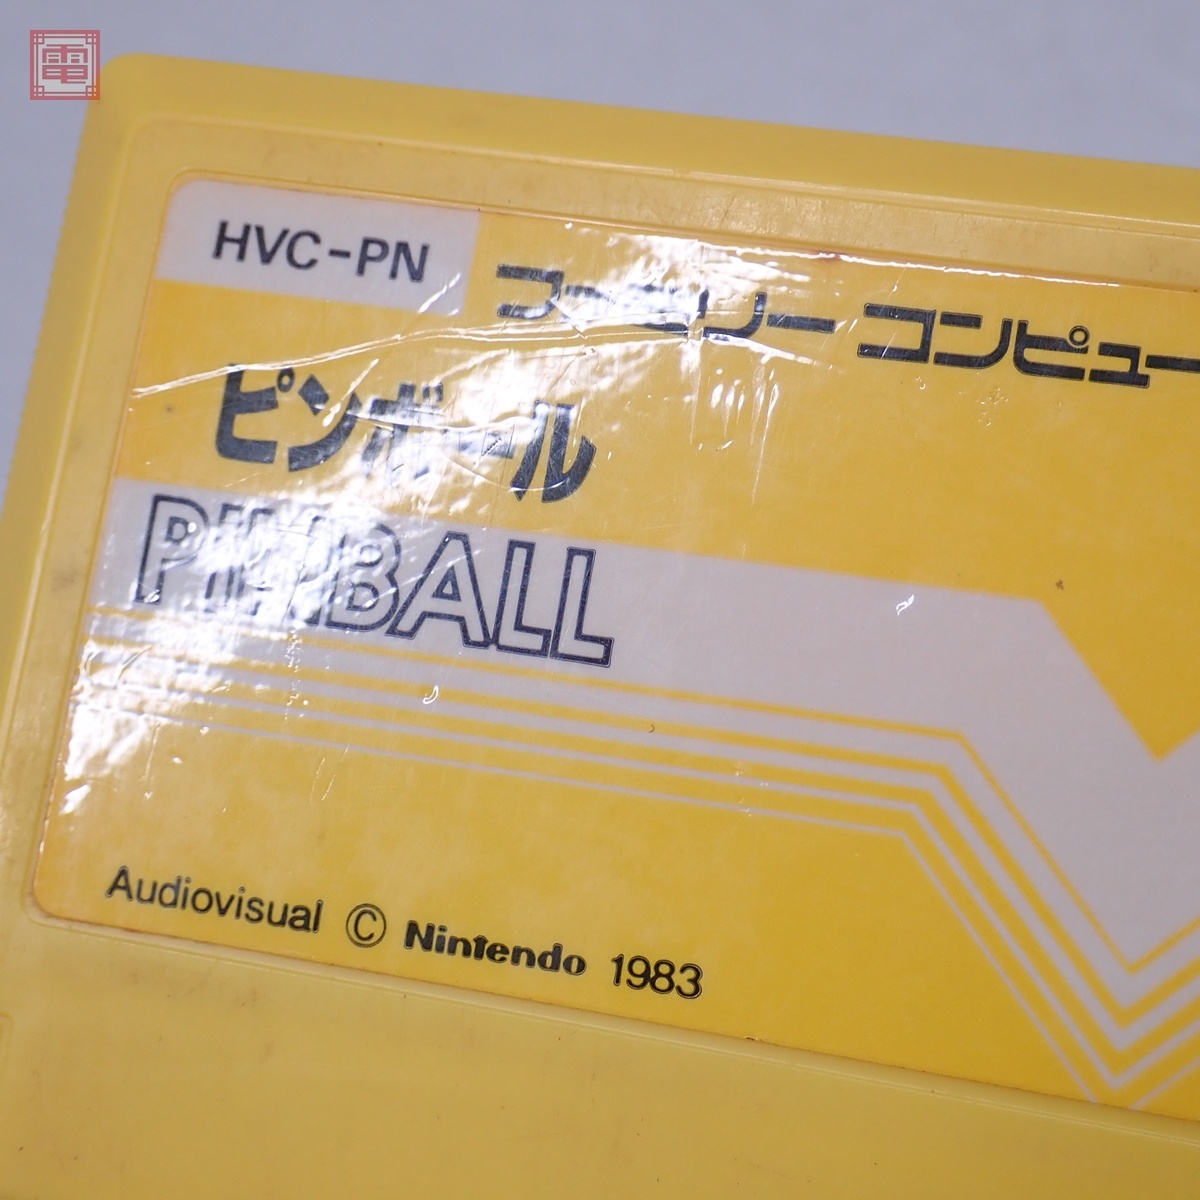 電
HVC-PN
ファミリー コンピュー
ピンボール
PINBALL
Audiovisual © Nintendo 1983